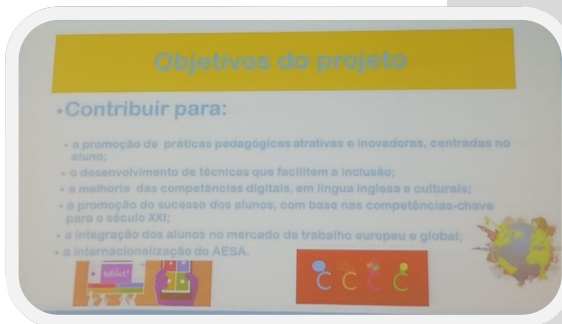 Objetivos do projeto
•Contribuir para:
• a promoção de práticas pedagógicas atrativas e inovadoras, centradas no
aluno;
• o desenvolvimento de técnicas que facilitem a inclusão;
• a melhoria das competências digitais, em língua inglesa e culturais;
• a promoção do sucesso dos alunos, com base nas competências-chave
para o século XXI;
• a integração dos alunos no mercado de trabalho europeu e global;
• a internacionalização do AESA.
Kahoot!
C C C C